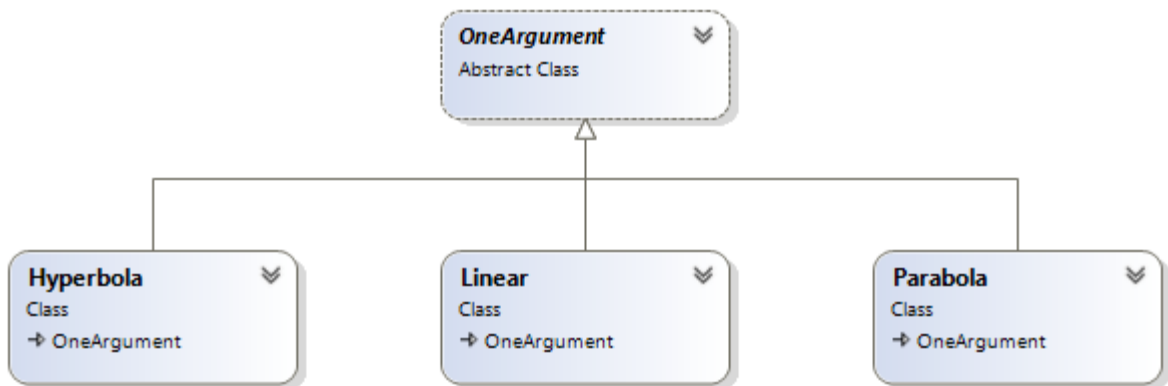 OneArgument
Abstract Class
Hyperbola
Class
OneArgument
Linear
Class
OneArgument
Parabola
Class
OneArgument